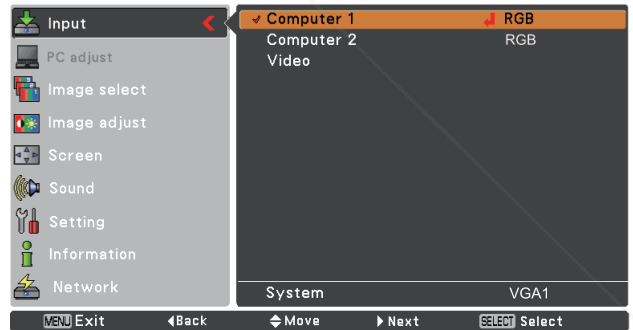 Input
PC adjust
Image select
Image adjust
Screen
Sound
Setting
Information
Network
Computer 1 RGB
Computer 2 RGB
Video
System VGA1
MENU Exit Back Move Next SELECT Select